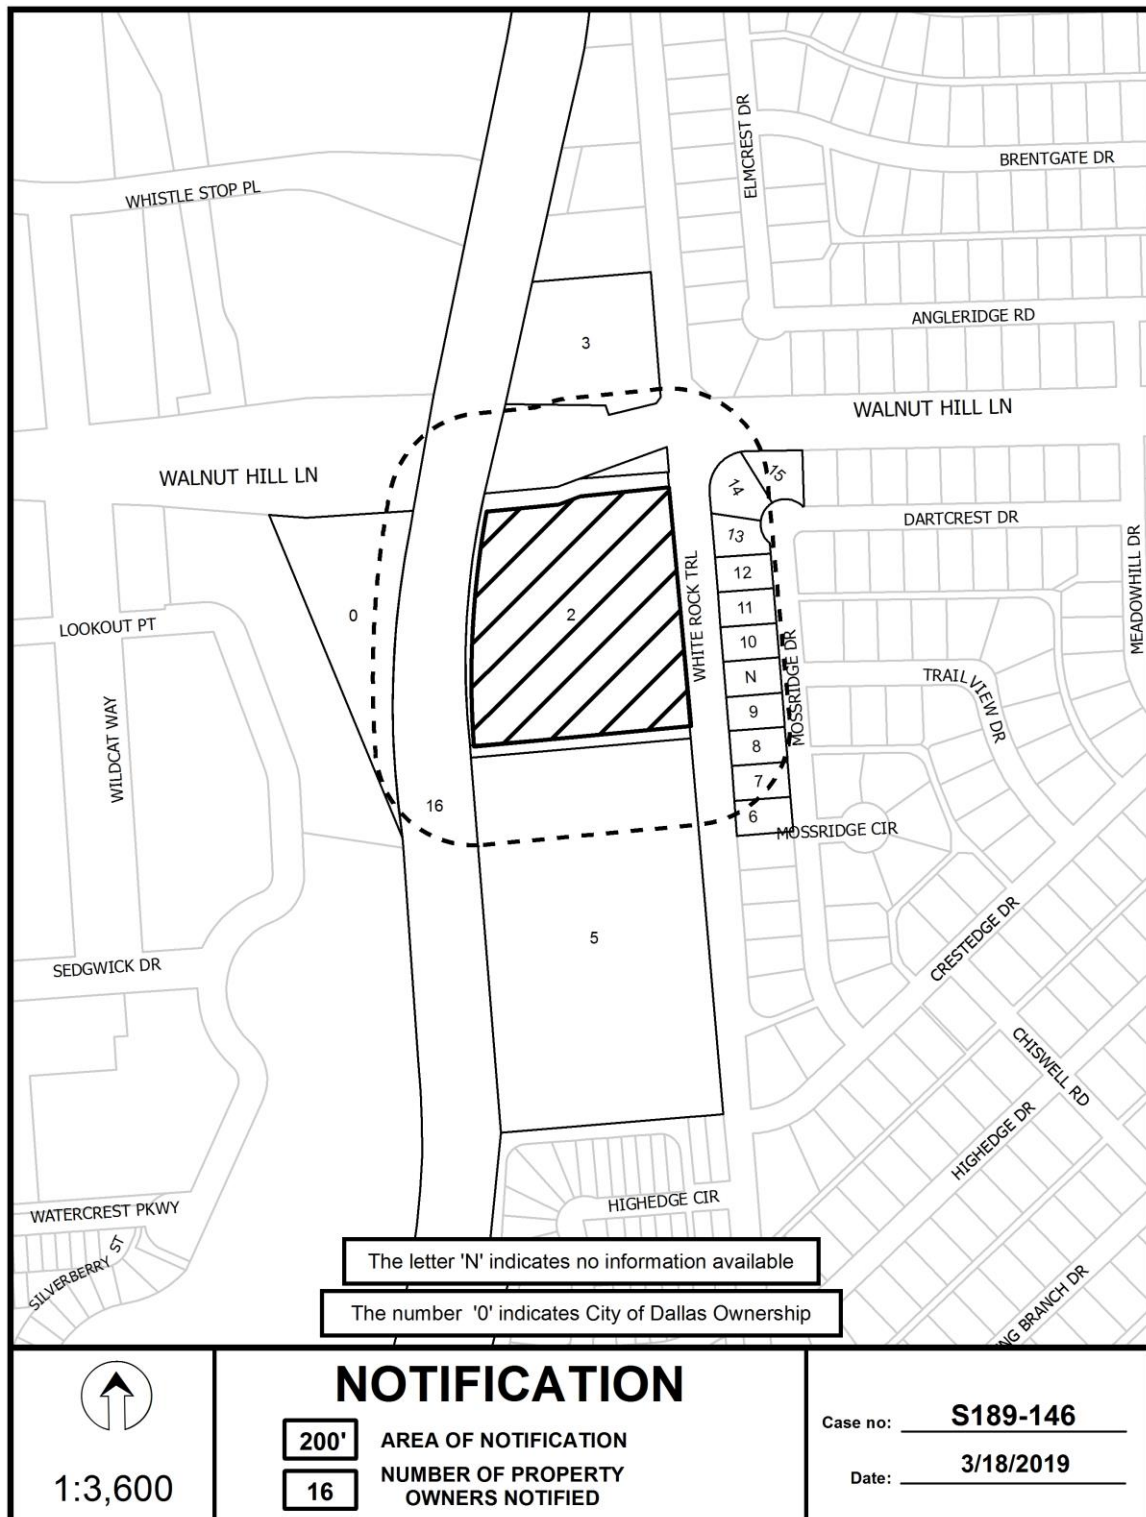 ELMCREST DR
BRENTGATE DR
WHISTLE STOP PL
ANGLERIDGE RD
3
WALNUT HILL LN
WALNUT HILL LN
15
14
DARTCREST DR
13
12
11
10
N
9
8
7
6
0
2
WHITE ROCK TRL
MOSSRIDGE DR
MEADOWHILL DR
LOOKOUT PT
TRAILVIEW DR
WILDCAT WAY
16
MOSSRIDGE CIR
5
CRESTEDGE DR
SEDGWICK DR
CHISWELL RD
HIGHEDGE DR
HIGHEDGE CIR
WATERCREST PKWY
SILVERBERRY ST
NG BRANCH DR
The letter 'N' indicates no information available
The number '0' indicates City of Dallas Ownership
1:3,600
NOTIFICATION
200' AREA OF NOTIFICATION
16 NUMBER OF PROPERTY
OWNERS NOTIFIED
Case no: S189-146
Date: 3/18/2019